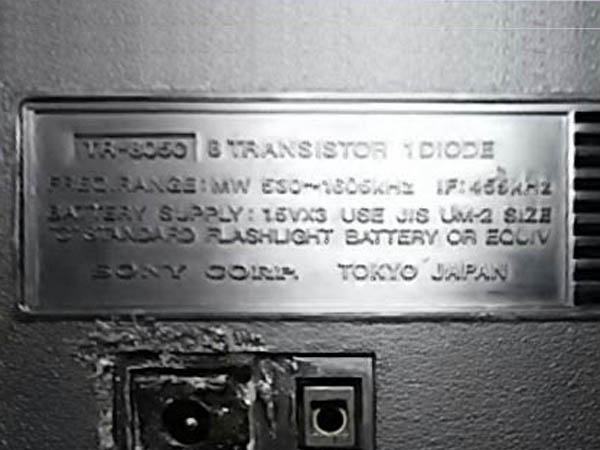 TR-8050 8 TRANSISTOR 1 DIODE
FREQ. RANGE: MW 530~1605kHz IF: 455kHz
BATTERY SUPPLY: 1.5VX3 USE JIS UM-2 SIZE
"C" STANDARD FLASHLIGHT BATTERY OR EQUIV
SONY CORP. TOKYO JAPAN